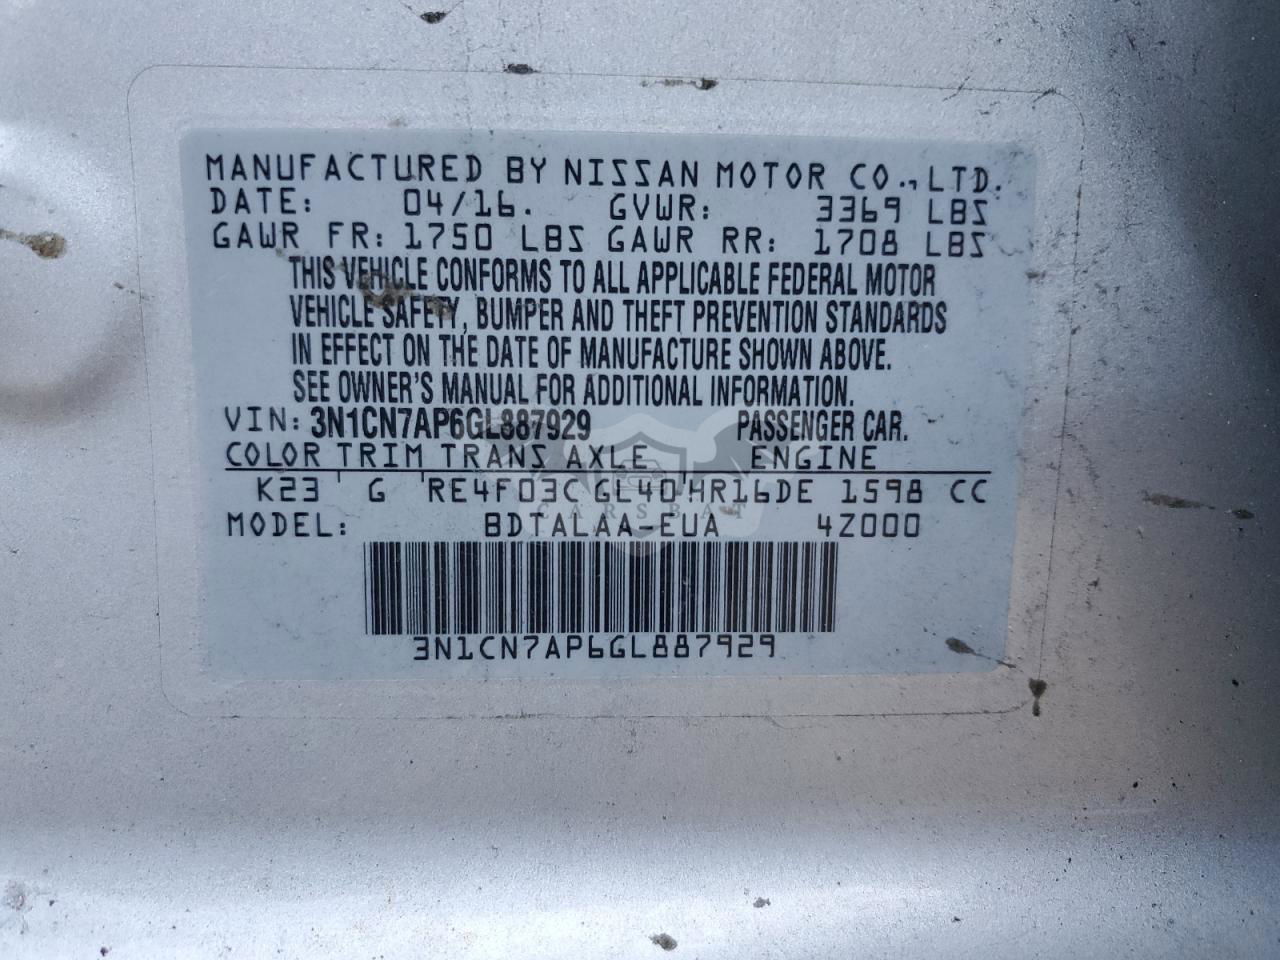 MANUFACTURED BY NISSAN MOTOR CO., LTD.
DATE: 04/16. GVWR: 3369 LBS
GAWR FR: 1750 LBS GAWR RR: 1708 LBS
THIS VEHICLE CONFORMS TO ALL APPLICABLE FEDERAL MOTOR
VEHICLE SAFETY, BUMPER AND THEFT PREVENTION STANDARDS
IN EFFECT ON THE DATE OF MANUFACTURE SHOWN ABOVE.
SEE OWNER'S MANUAL FOR ADDITIONAL INFORMATION.
VIN: 3N1CN7AP6GL887929 PASSENGER CAR.
COLOR TRIM TRANS AXLE ENGINE
K23 G RE4F03C GL40 HR16DE 1598 CC
CARSBAT
MODEL: BDTALAA-EUA 4Z000
3N1CN7AP6GL887929